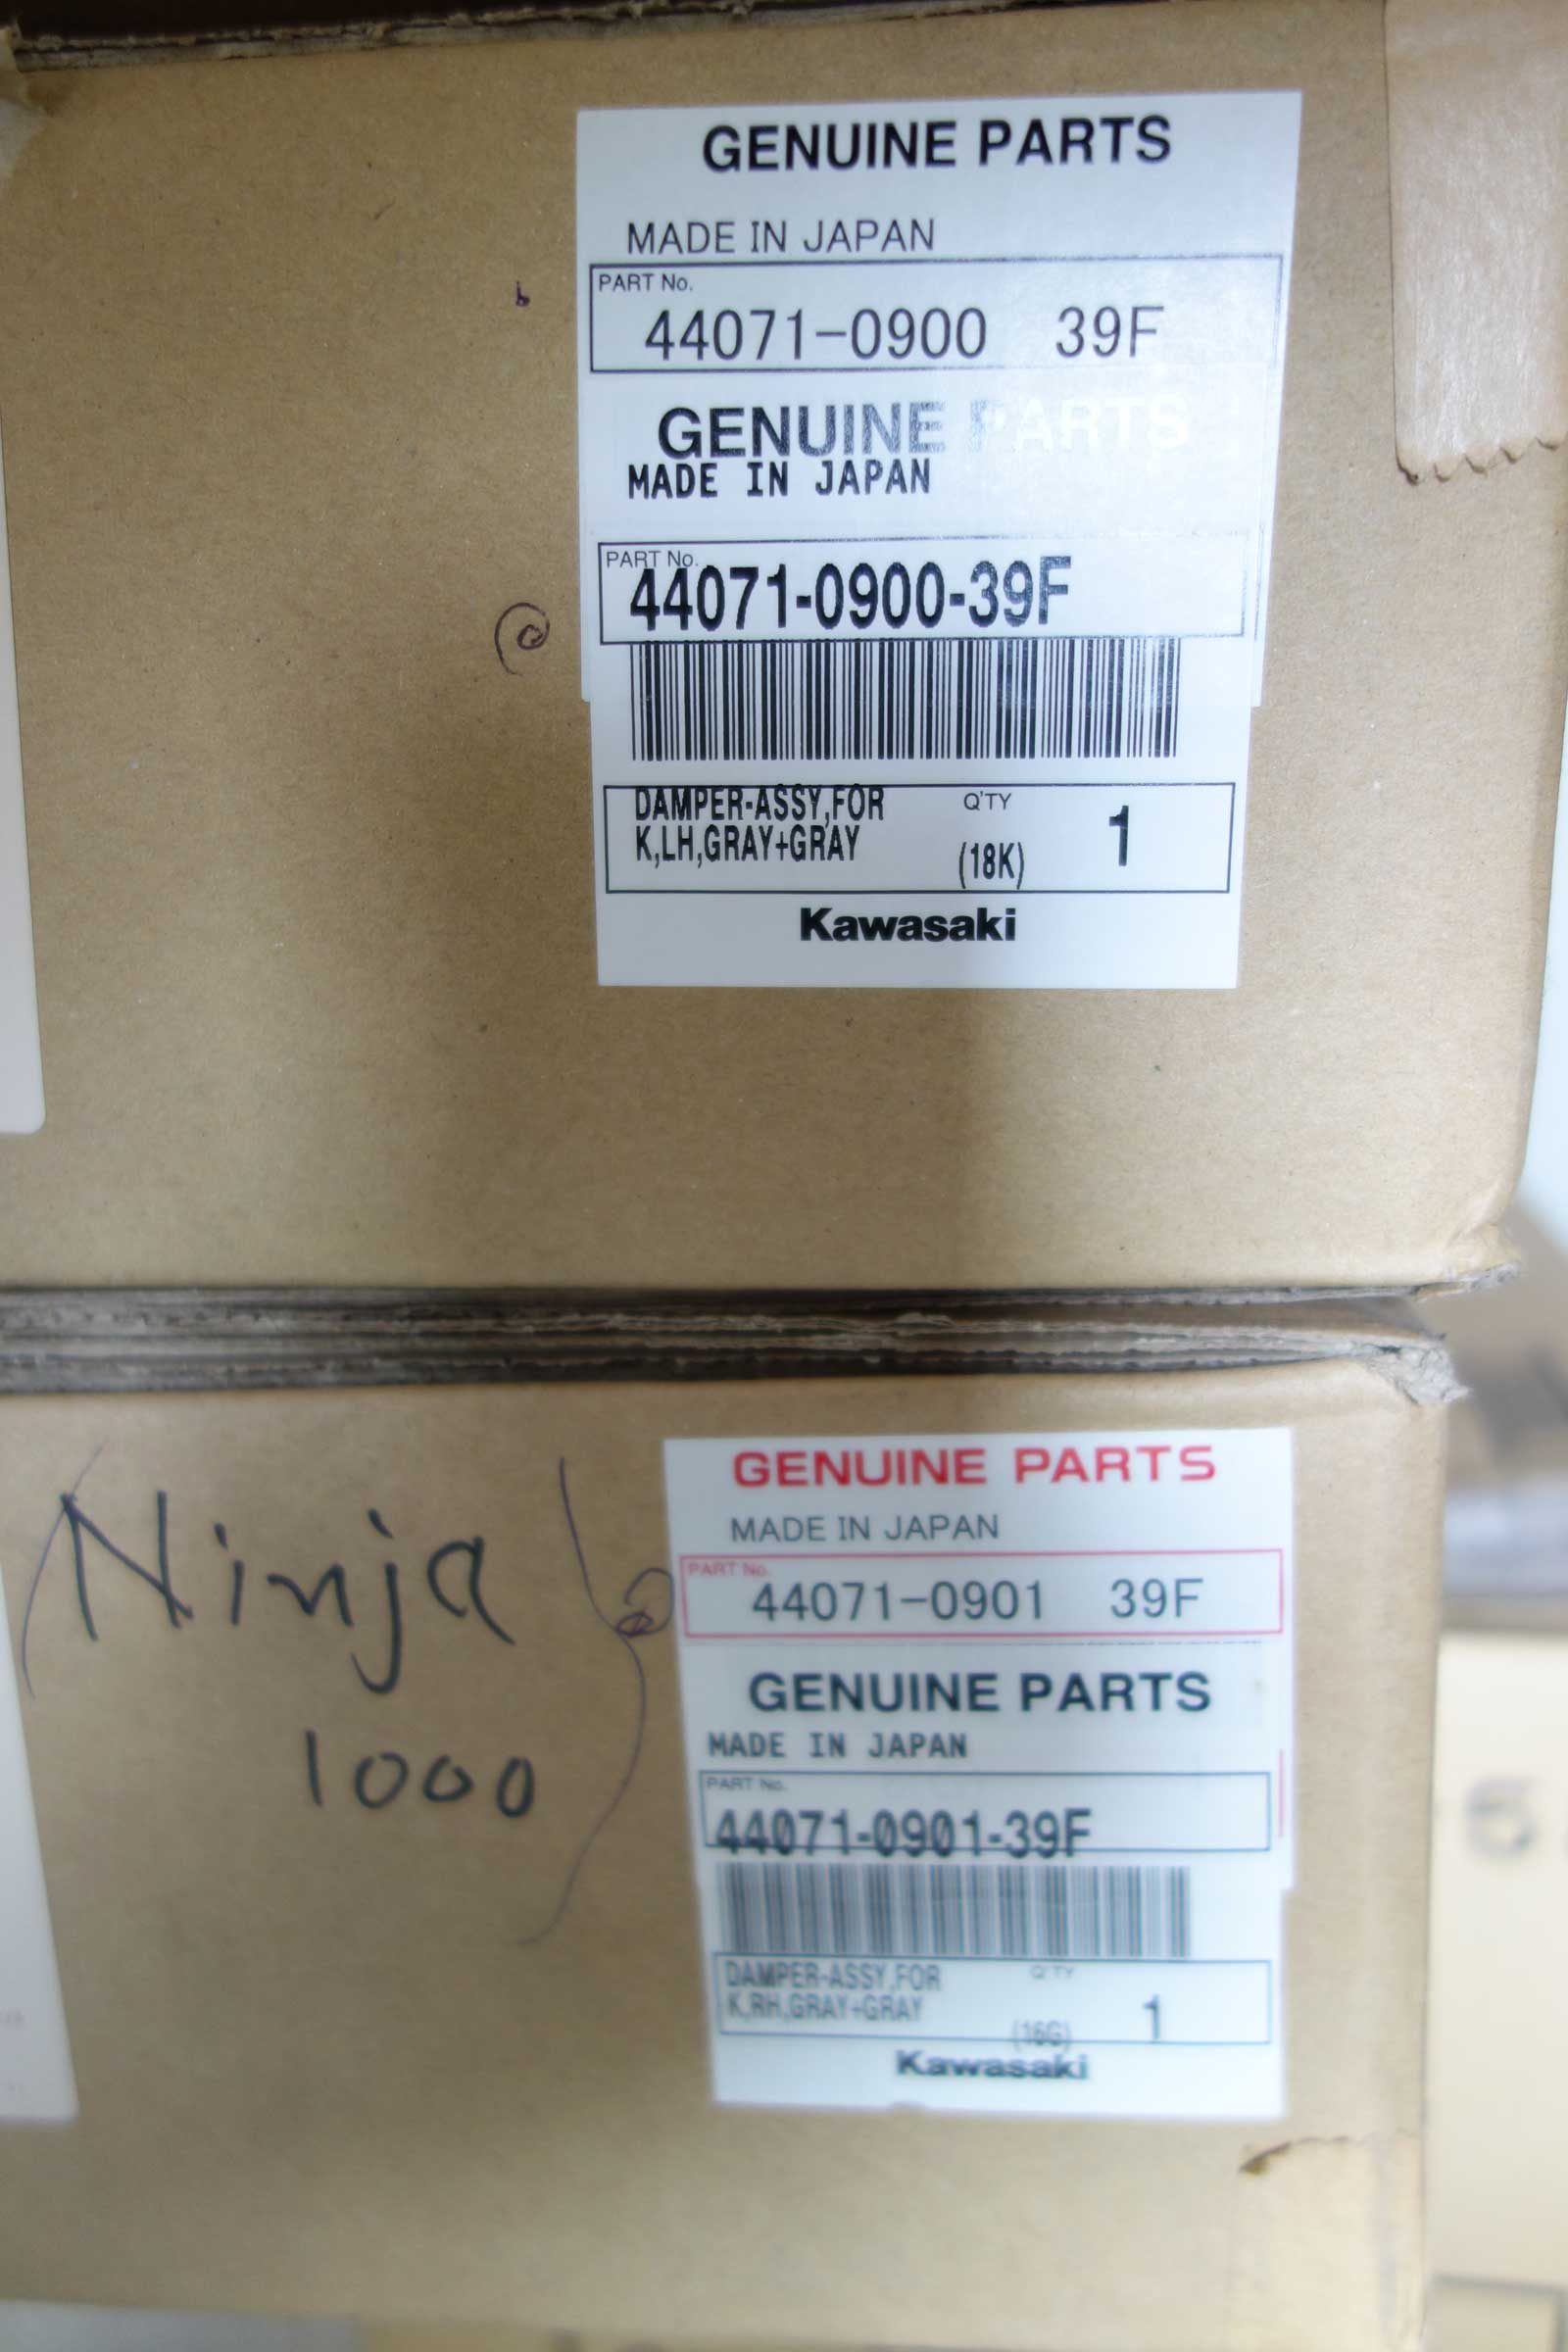 GENUINE PARTS
MADE IN JAPAN
PART No.
44071-0900 39F
GENUINE PARTS
MADE IN JAPAN
PART No.
44071-0900-39F
DAMPER-ASSY,FOR Q'TY
K,LH,GRAY+GRAY (18K) 1
Kawasaki
Ninja
1000
GENUINE PARTS
MADE IN JAPAN
PART No.
44071-0901 39F
GENUINE PARTS
MADE IN JAPAN
PART No.
44071-0901-39F
DAMPER-ASSY,FOR Q'TY
K,RH,GRAY+GRAY (16G) 1
Kawasaki